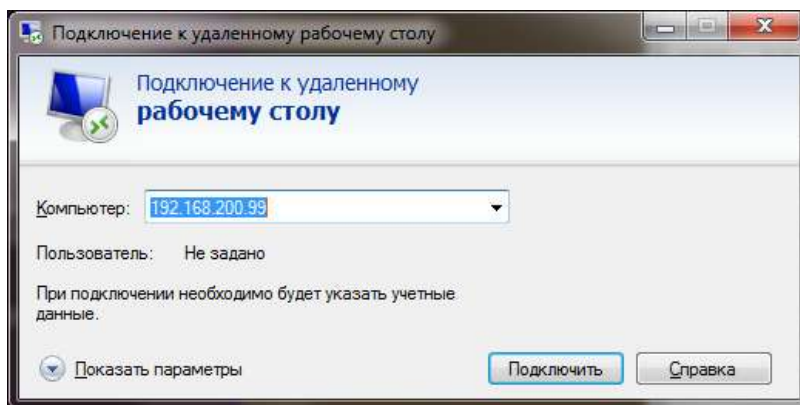 Подключение к удаленному рабочему столу
Подключение к удаленному
рабочему столу
Компьютер: 192.168.200.99
Пользователь: Не задано
При подключении необходимо будет указать учетные
данные.
Показать параметры Подключить Справка